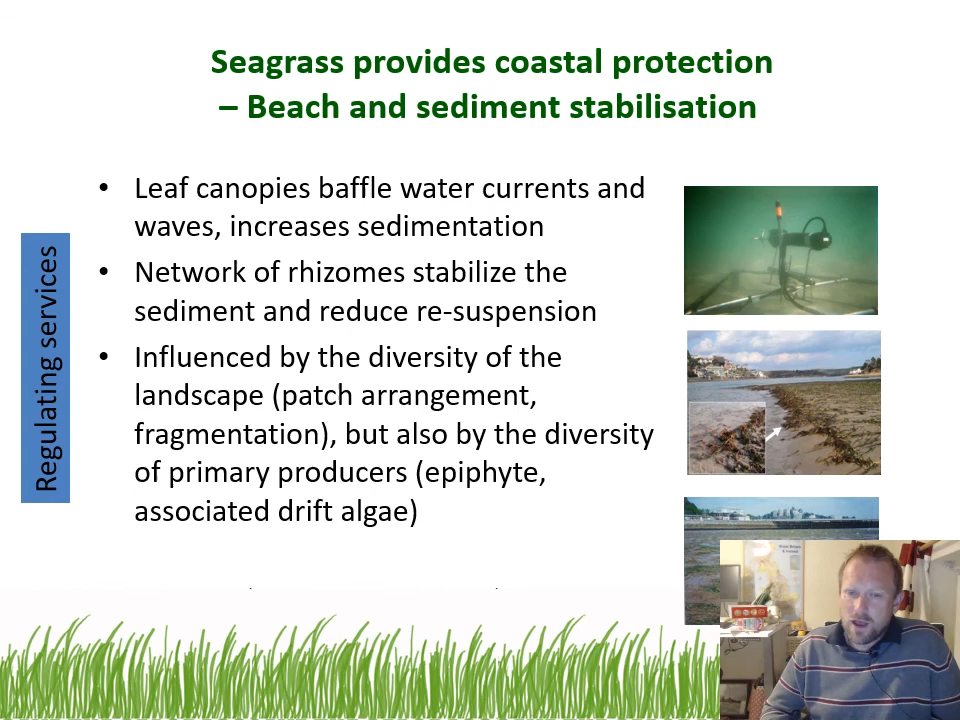 Seagrass provides coastal protection
– Beach and sediment stabilisation
Regulating services
• Leaf canopies baffle water currents and
waves, increases sedimentation
• Network of rhizomes stabilize the
sediment and reduce re-suspension
• Influenced by the diversity of the
landscape (patch arrangement,
fragmentation), but also by the diversity
of primary producers (epiphyte,
associated drift algae)